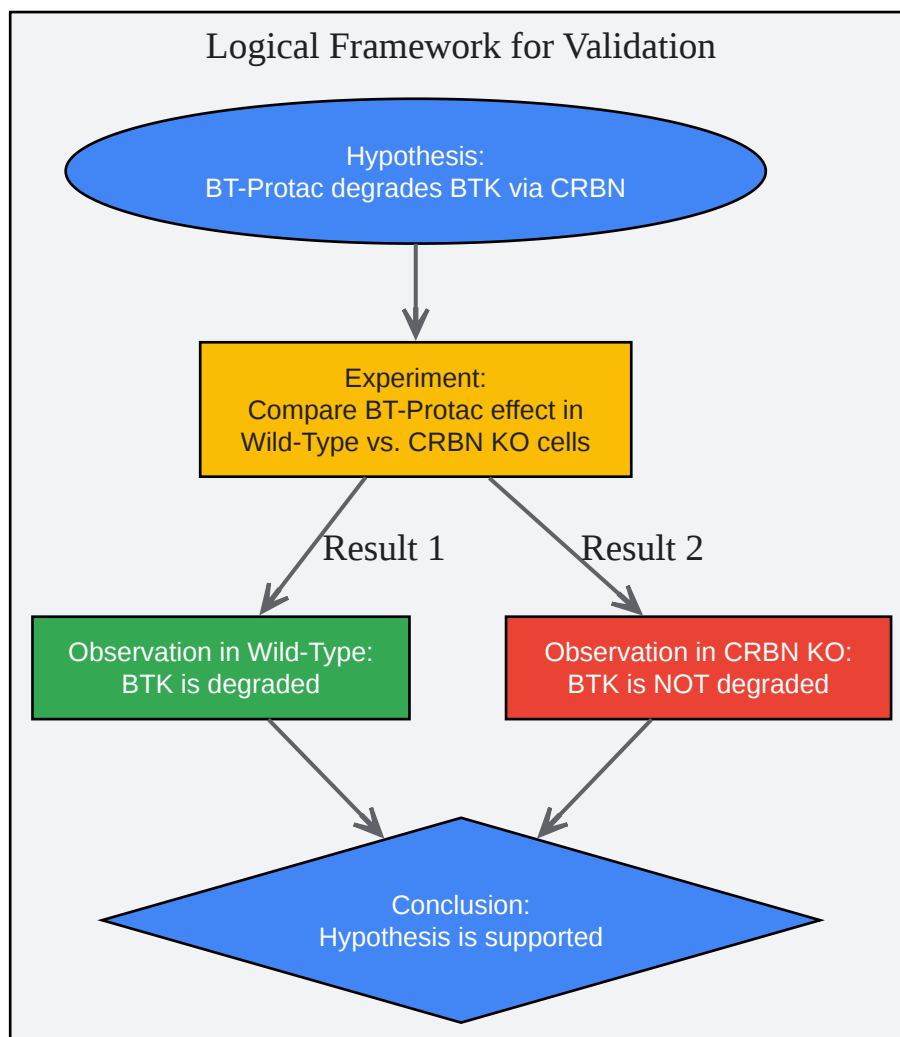 Logical Framework for Validation
Hypothesis:
BT-Protac degrades BTK via CRBN
Experiment:
Compare BT-Protac effect in
Wild-Type vs. CRBN KO cells
Result 1
Result 2
Observation in Wild-Type:
BTK is degraded
Observation in CRBN KO:
BTK is NOT degraded
Conclusion:
Hypothesis is supported